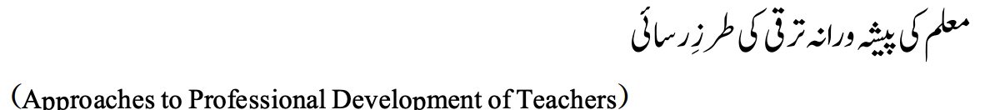 معلم کی پیشہ ورانہ ترقی کی طرزِ رسائی
(Approaches to Professional Development of Teachers)